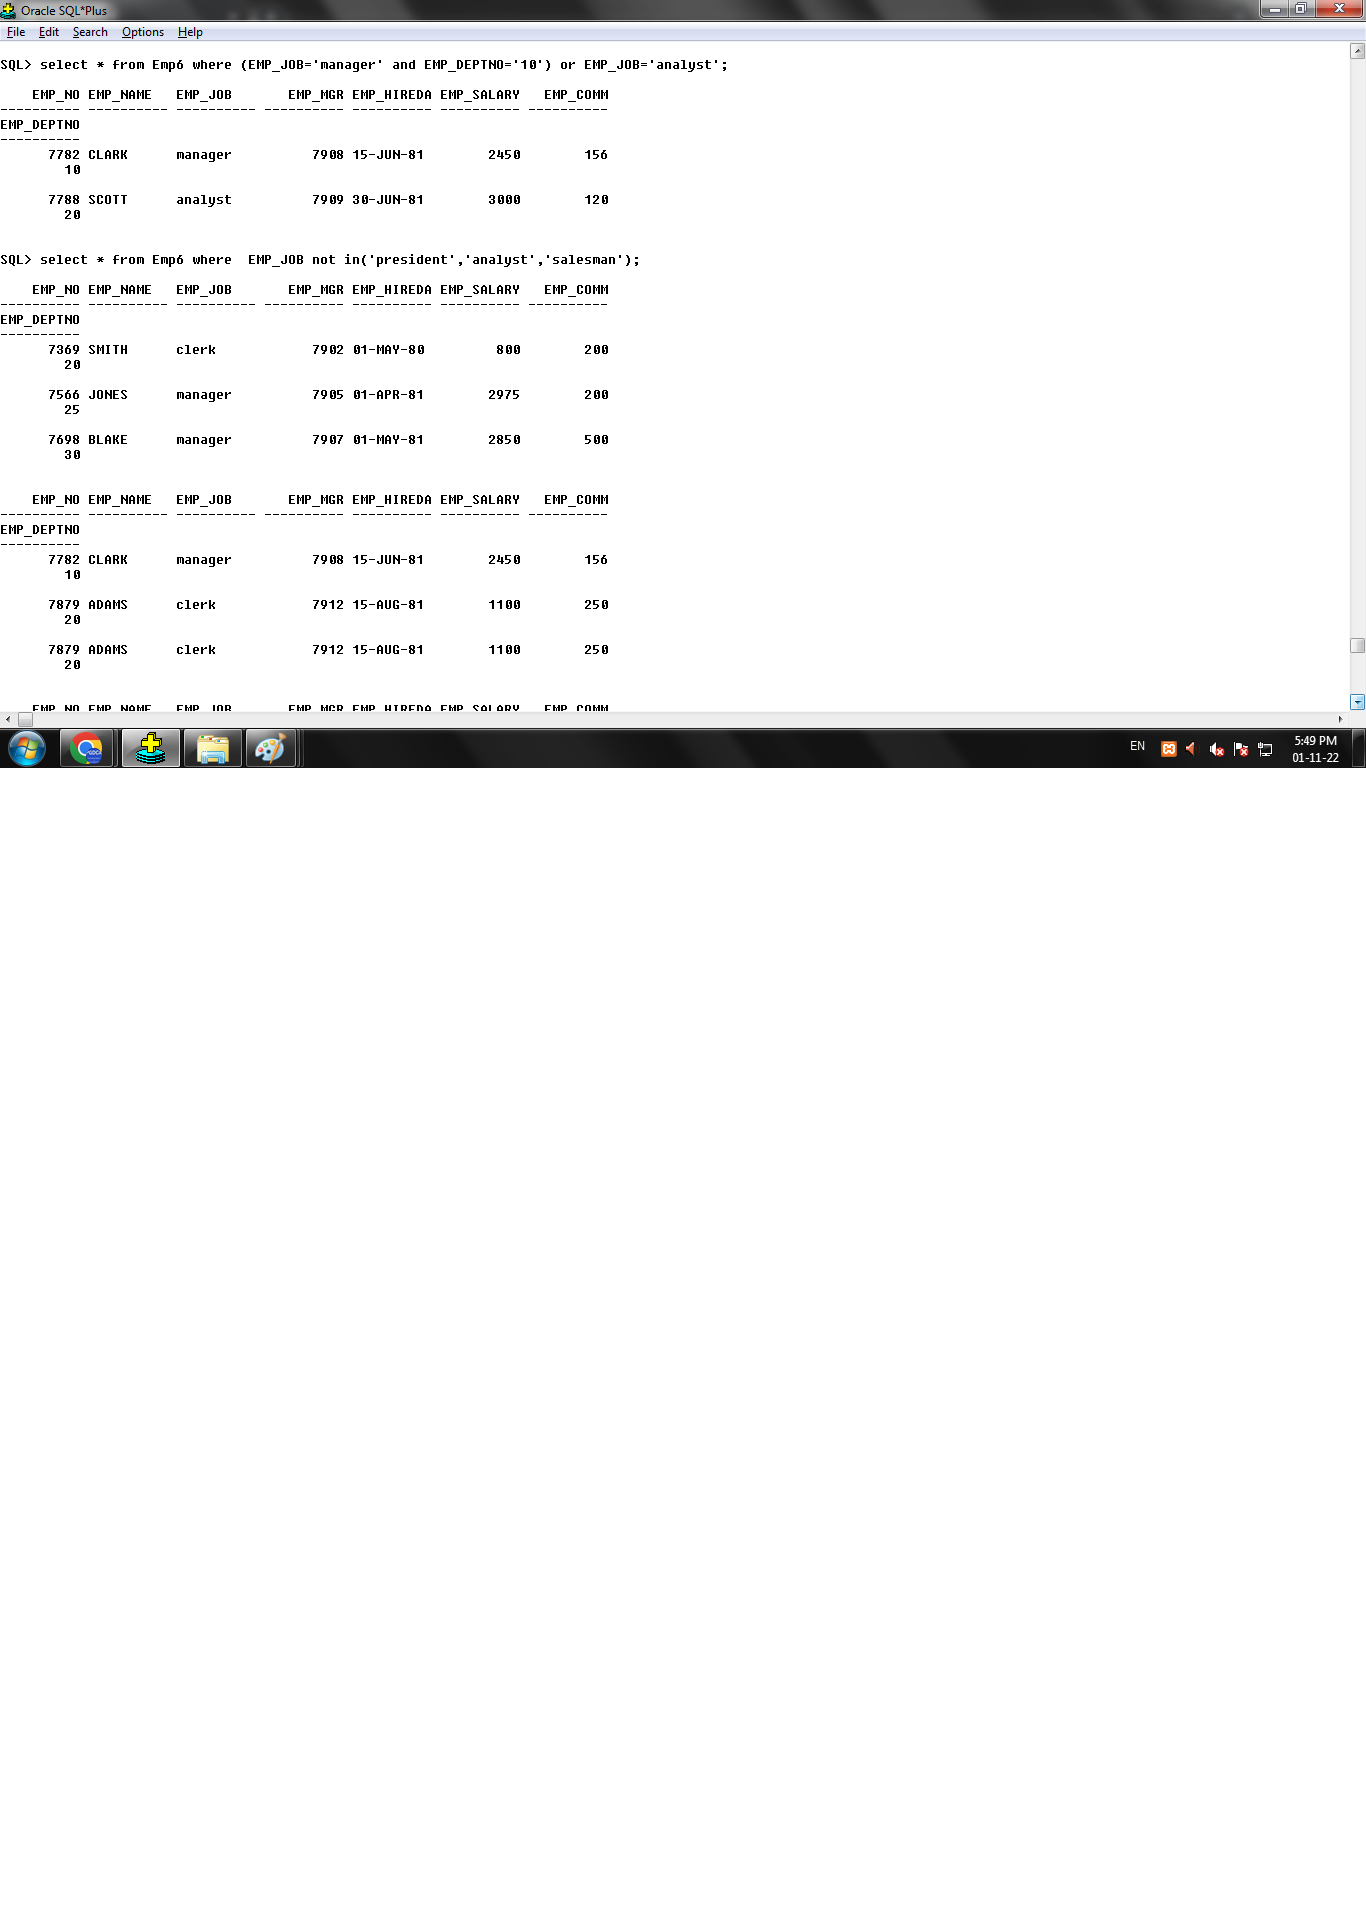 Oracle SQL*Plus
File Edit Search Options Help
SQL> select * from Emp6 where (EMP_JOB='manager' and EMP_DEPTNO='10') or EMP_JOB='analyst';
EMP_NO EMP_NAME EMP_JOB EMP_MGR EMP_HIREDA EMP_SALARY EMP_COMM
---------- ---------- ---------- ---------- ---------- ---------- ----------
EMP_DEPTNO
----------
7782 CLARK manager 7908 15-JUN-81 2450 156
10
7788 SCOTT analyst 7909 30-JUN-81 3000 120
20
SQL> select * from Emp6 where  EMP_JOB not in('president','analyst','salesman');
EMP_NO EMP_NAME EMP_JOB EMP_MGR EMP_HIREDA EMP_SALARY EMP_COMM
---------- ---------- ---------- ---------- ---------- ---------- ----------
EMP_DEPTNO
----------
7369 SMITH clerk 7902 01-MAY-80 800 200
20
7566 JONES manager 7905 01-APR-81 2975 200
25
7698 BLAKE manager 7907 01-MAY-81 2850 500
30
EMP_NO EMP_NAME EMP_JOB EMP_MGR EMP_HIREDA EMP_SALARY EMP_COMM
---------- ---------- ---------- ---------- ---------- ---------- ----------
EMP_DEPTNO
----------
7782 CLARK manager 7908 15-JUN-81 2450 156
10
7879 ADAMS clerk 7912 15-AUG-81 1100 250
20
7879 ADAMS clerk 7912 15-AUG-81 1100 250
20
EMP_NO EMP_NAME EMP_JOB EMP_MGR EMP_HIREDA EMP_SALARY EMP_COMM
EN
5:49 PM
01-11-22